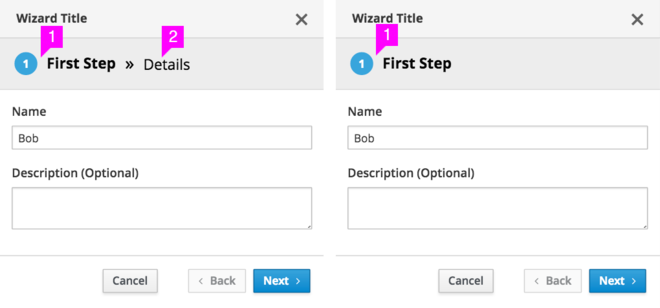 Wizard Title ×
1 2
1 First Step » Details
Name
Bob
Description (Optional)
Cancel < Back Next >
Wizard Title ×
1
1 First Step
Name
Bob
Description (Optional)
Cancel < Back Next >